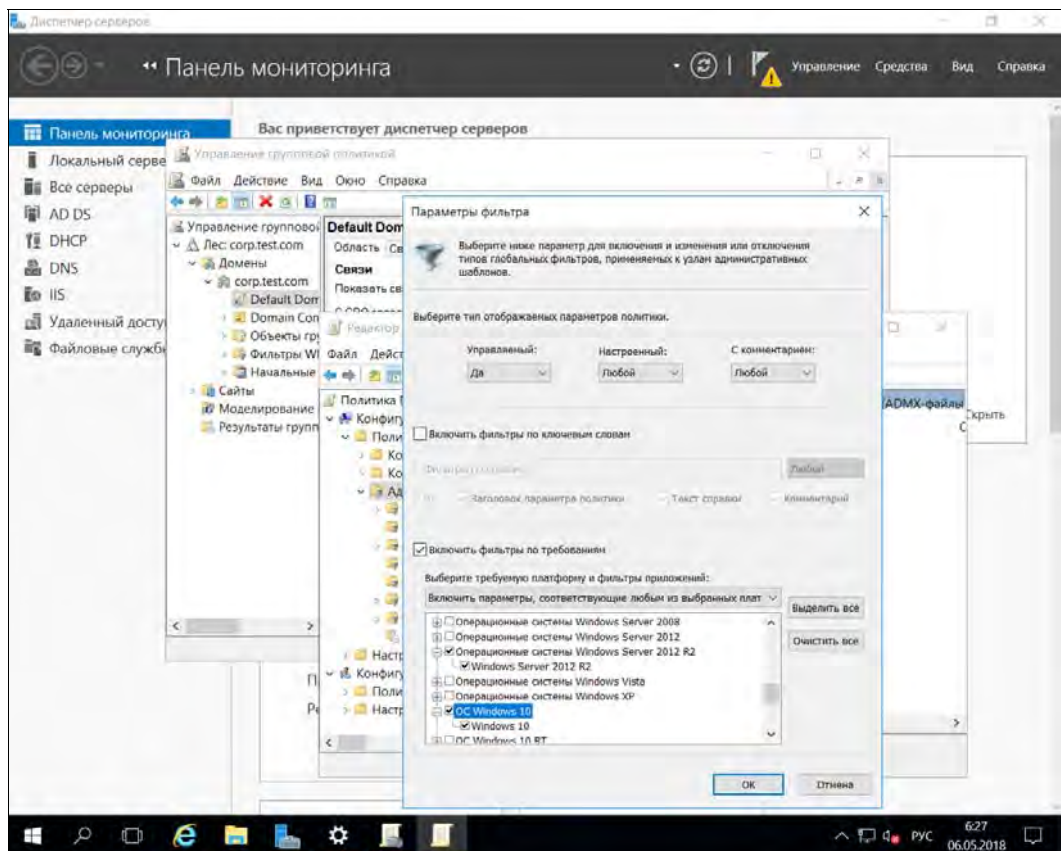 Диспетчер серверов
Панель мониторинга
Управление Средства Вид Справка
Панель мониторинга
Локальный серве
Все серверы
AD DS
DHCP
DNS
IIS
Удаленный досту
Файловые служб
Вас приветствует диспетчер серверов
Управление групповой политикой
Файл Действие Вид Окно Справка
Управление группово
Лес: corp.test.com
Домены
corp.test.com
Default Dom
Domain Con
Объекты гру
Фильтры WI
Начальные
Сайты
Моделирование
Результаты групп
Default Dom
Область Св
Связи
Показать св
Редактор
Файл Дейст
Политика
Конфигу
Поли
Ко
Ко
Ад
Настр
Конфигу
Поли
Настр
(ADMX-файлы
Скрыть
Параметры фильтра
Выберите ниже параметр для включения и изменения или отключения
типов глобальных фильтров, применяемых к узлам административных
шаблонов.
Выберите тип отображаемых параметров политики.
Управляемый: Настроенный: С комментарием:
Да Любой Любой
Включить фильтры по ключевым словам
Любой
Заголовок параметра политики Текст справки Комментарий
Включить фильтры по требованиям
Выберите требуемую платформу и фильтры приложений:
Включить параметры, соответствующие любым из выбранных плат
Выделить все
Очистить все
Операционные системы Windows Server 2008
Операционные системы Windows Server 2012
Операционные системы Windows Server 2012 R2
Windows Server 2012 R2
Операционные системы Windows Vista
Операционные системы Windows XP
ОС Windows 10
Windows 10
ОС Windows 10 RT
ОК Отмена
РУС
6:27
06.05.2018